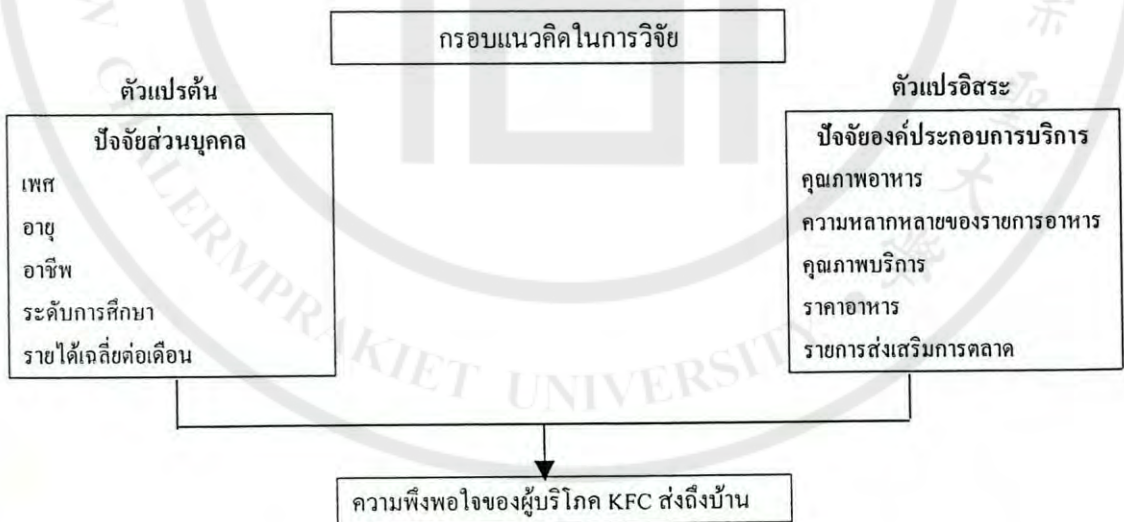 กรอบแนวคิดในการวิจัย
ตัวแปรต้น
ปัจจัยส่วนบุคคล
เพศ
อายุ
อาชีพ
ระดับการศึกษา
รายได้เฉลี่ยต่อเดือน
ตัวแปรอิสระ
ปัจจัยองค์ประกอบการบริการ
คุณภาพอาหาร
ความหลากหลายของรายการอาหาร
คุณภาพบริการ
ราคาอาหาร
รายการส่งเสริมการตลาด
ความพึงพอใจของผู้บริโภค KFC ส่งถึงบ้าน
CHALERMPRAKIET UNIVERSITY
聖
大
學